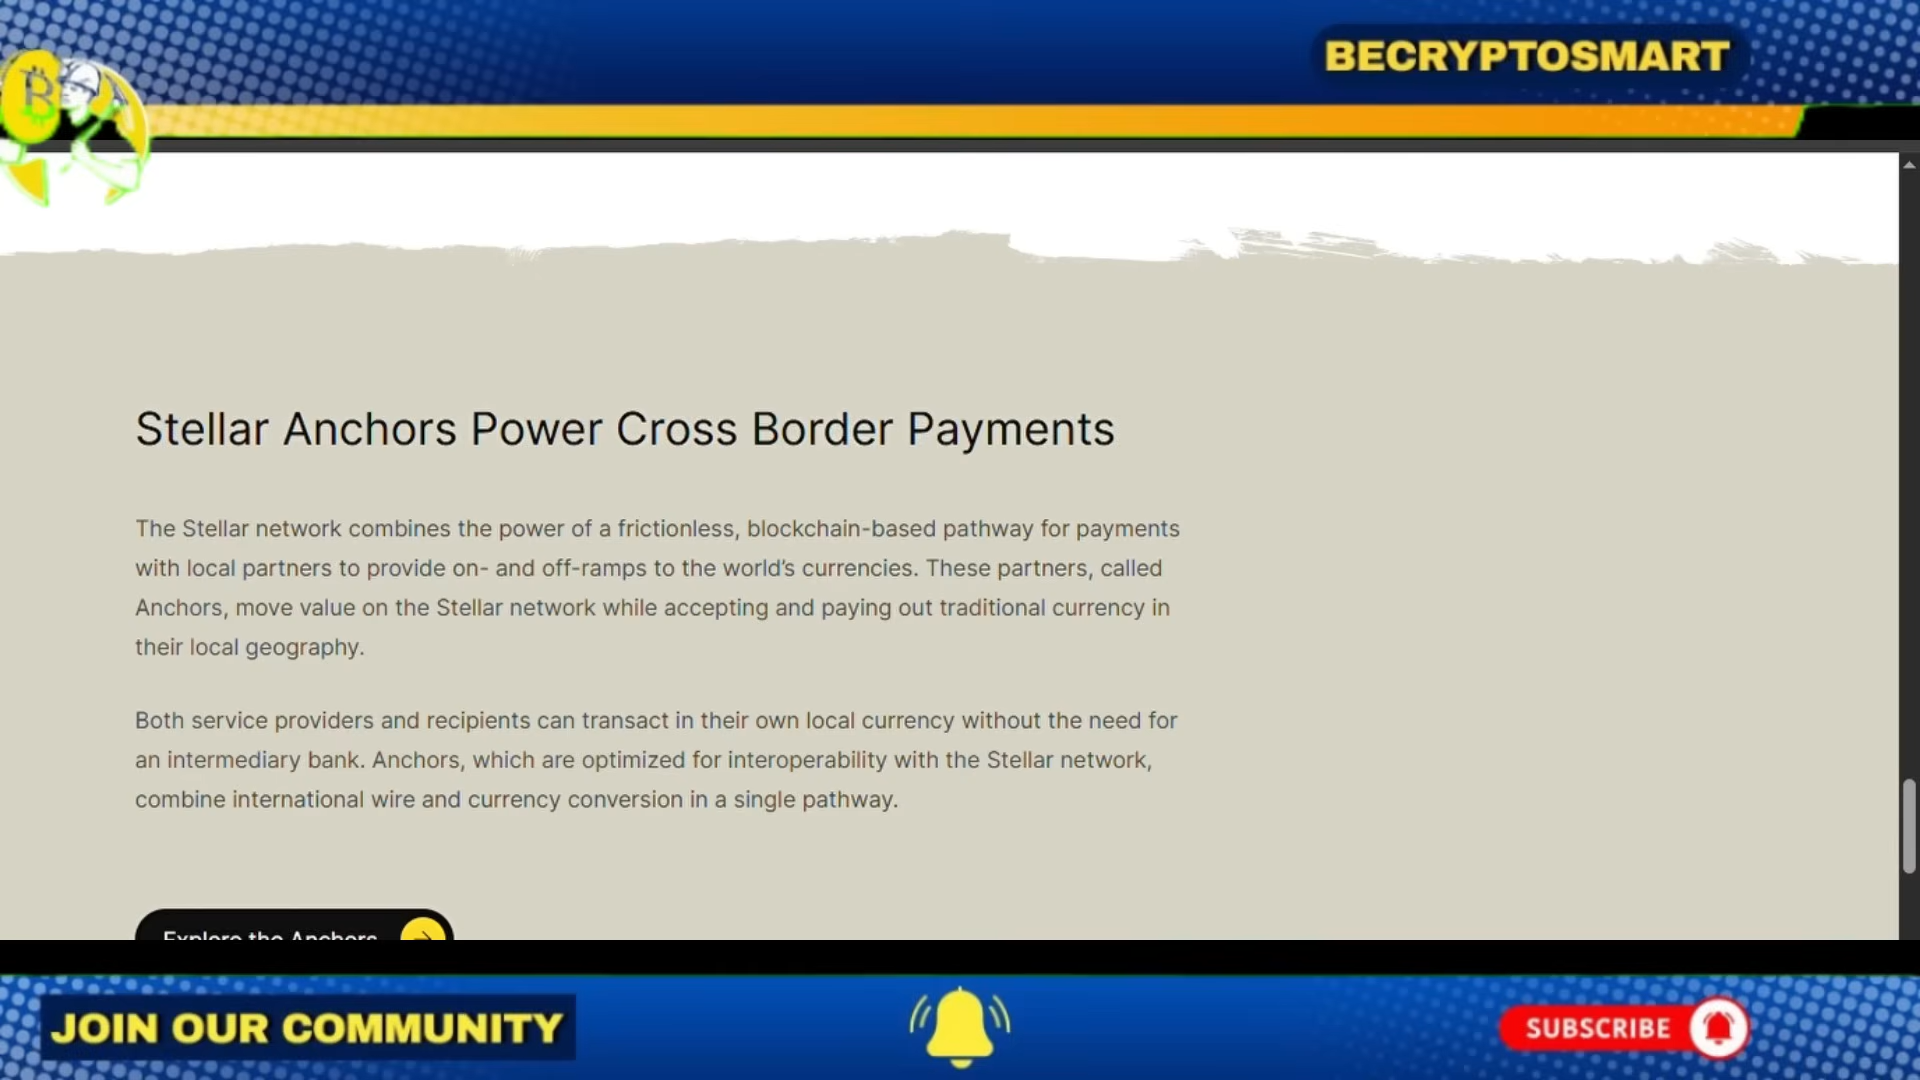 BECRYPTOSMART
Stellar Anchors Power Cross Border Payments
The Stellar network combines the power of a frictionless, blockchain-based pathway for payments
with local partners to provide on- and off-ramps to the world’s currencies. These partners, called
Anchors, move value on the Stellar network while accepting and paying out traditional currency in
their local geography.
Both service providers and recipients can transact in their own local currency without the need for
an intermediary bank. Anchors, which are optimized for interoperability with the Stellar network,
combine international wire and currency conversion in a single pathway.
Explore the Anchors
JOIN OUR COMMUNITY
SUBSCRIBE